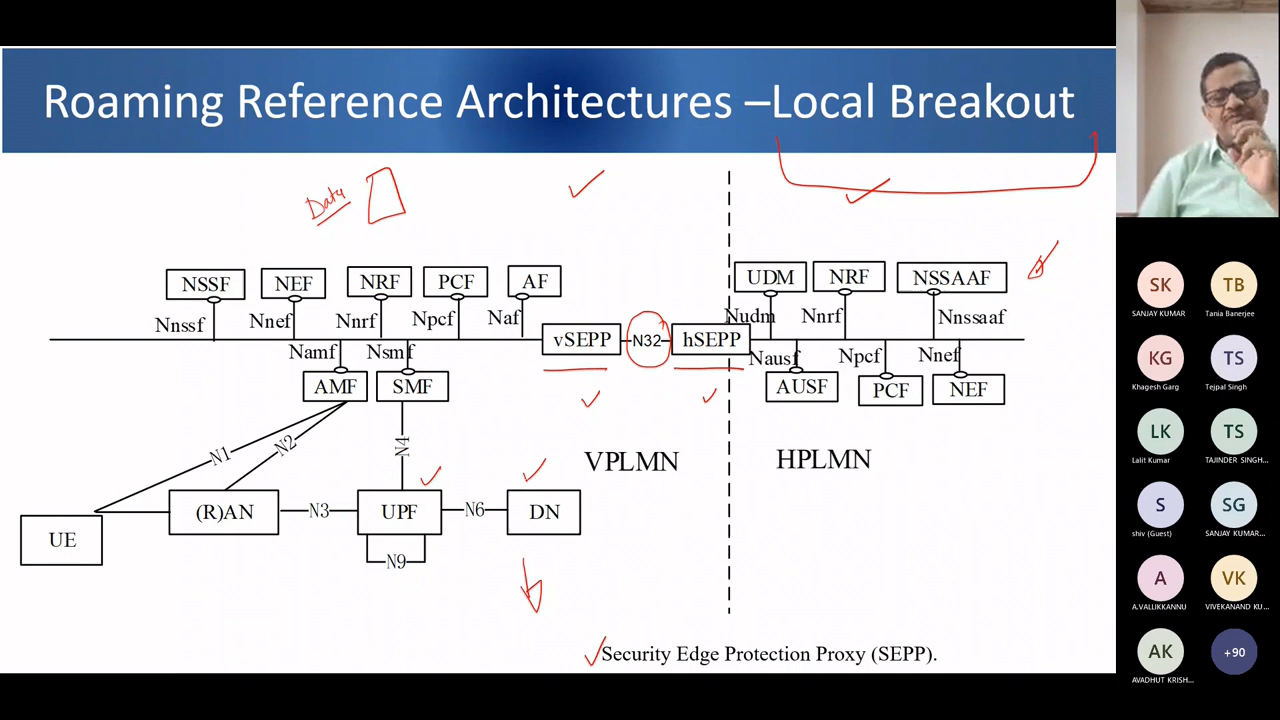 Roaming Reference Architectures –Local Breakout
Data
NSSF
NEF
NRF
PCF
AF
UDM
NRF
NSSAAF
Nnssf
Nnef
Nnrf
Npcf
Naf
Nudm
Nnrf
Nnssaaf
vSEPP
N32
hSEPP
Namf
Nsmf
Nausf
Npcf
Nnef
AMF
SMF
AUSF
PCF
NEF
N1
N2
N4
VPLMN
HPLMN
UE
(R)AN
N3
UPF
N6
DN
N9
Security Edge Protection Proxy (SEPP).
SK
SANJAY KUMAR
TB
Tania Banerjee
KG
Khagesh Garg
TS
Tejpal Singh
LK
Lalit Kumar
TS
TAJINDER SINGH...
S
shiv (Guest)
SG
SANJAY KUMAR...
A
A.VALLIKKANNU
VK
VIVEKANAND KU...
AK
AVADHUT KRISH...
+90